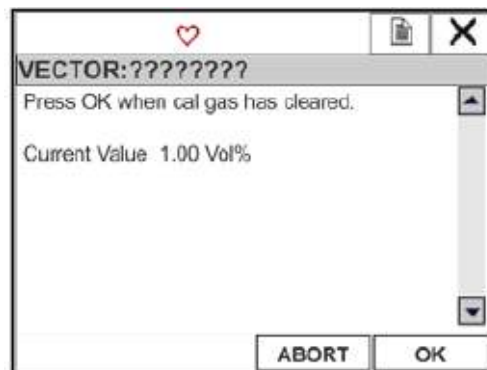 VECTOR:????????
Press OK when cal gas has cleared.
Current Value 1.00 Vol%
ABORT OK